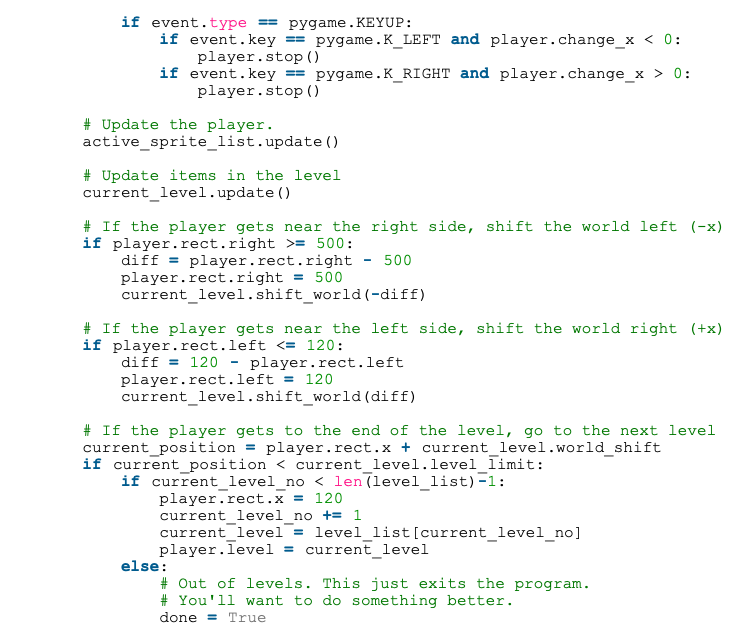 if event.type == pygame.KEYUP:
if event.key == pygame.K_LEFT and player.change_x < 0:
player.stop()
if event.key == pygame.K_RIGHT and player.change_x > 0:
player.stop()
# Update the player.
active_sprite_list.update()
# Update items in the level
current_level.update()
# If the player gets near the right side, shift the world left (-x)
if player.rect.right >= 500:
diff = player.rect.right - 500
player.rect.right = 500
current_level.shift_world(-diff)
# If the player gets near the left side, shift the world right (+x)
if player.rect.left <= 120:
diff = 120 - player.rect.left
player.rect.left = 120
current_level.shift_world(diff)
# If the player gets to the end of the level, go to the next level
current_position = player.rect.x + current_level.world_shift
if current_position < current_level.level_limit:
if current_level_no < len(level_list)-1:
player.rect.x = 120
current_level_no += 1
current_level = level_list[current_level_no]
player.level = current_level
else:
# Out of levels. This just exits the program.
# You'll want to do something better.
done = True